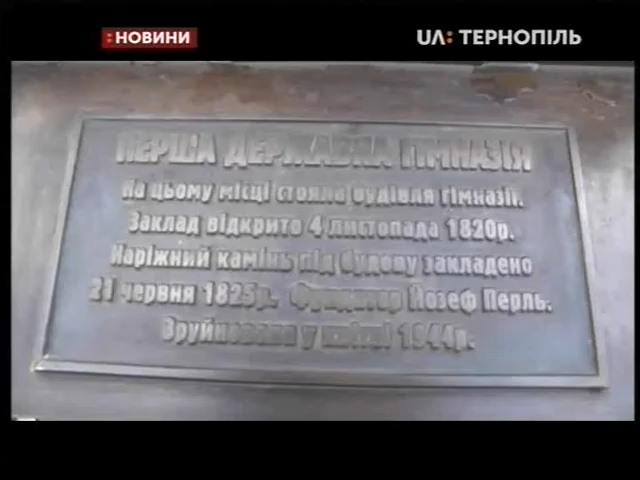 :НОВИНИ
UA: ТЕРНОПІЛЬ
ПЕРША ДЕРЖАВНА ГІМНАЗІЯ
На цьому місці стояла будівля гімназії.
Заклад відкрито 4 листопада 1820р.
Наріжний камінь під будову закладено
21 червня 1825р. Фундатор Йозеф Перль.
Зруйнована у квітні 1944р.